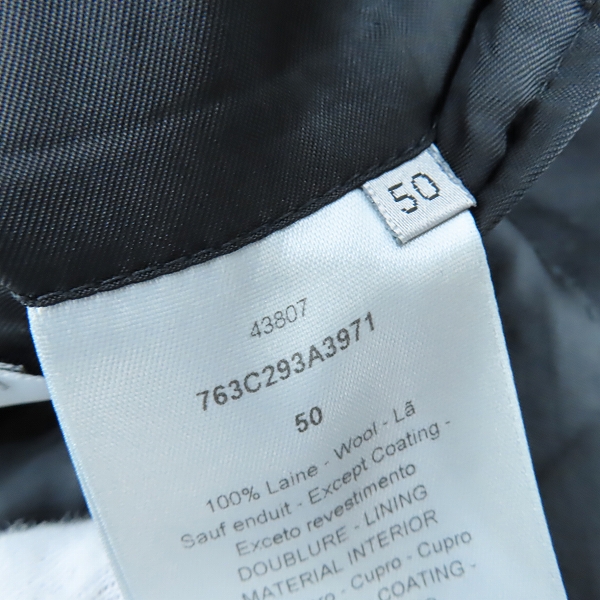 50
43807
763C293A3971
50
100% Laine - Wool - Lã
Sauf enduit - Except Coating -
Exceto revestimento
DOUBLURE - LINING
MATERIAL INTERIOR
Cupro - Cupro
COATING -